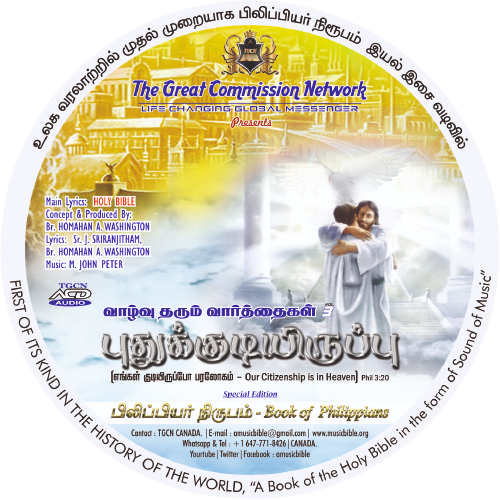 உலக வரலாற்றில் முதல் முறையாக பிலிப்பியர் நிரூபம் இயல் இசை வடிவில்
TGCN
The Great Commission Network
LIFE CHANGING GLOBAL MESSENGER
Presents
Main Lyrics: HOLY BIBLE
Concept & Produced By:
Br. HOMAHAN A. WASHINGTON
Lyrics: Sr. J. SRIRANJITHAM,
Br. HOMAHAN A. WASHINGTON
Music: M. JOHN PETER
TGCN
ACD
AUDIO
வாழ்வு தரும் வார்த்தைகள் VOL 3
புதுக்குடியிருப்பு
(எங்கள் குடியிருப்போ பரலோகம் – Our Citizenship is in Heaven) Phil 3:20
Special Edition
பிலிப்பியர் நிருபம் - Book of Philippians
Contact : TGCN CANADA. | E-mail : amusicbible@gmail.com | www.musicbible.org
Whatsapp & Tel : +1 647-771-8426 | CANADA.
Yourtube | Twitter | Facebook : amusicbible
FIRST OF ITS KIND IN THE HISTORY OF THE WORLD, “A Book of the Holy Bible in the form of Sound of Music”